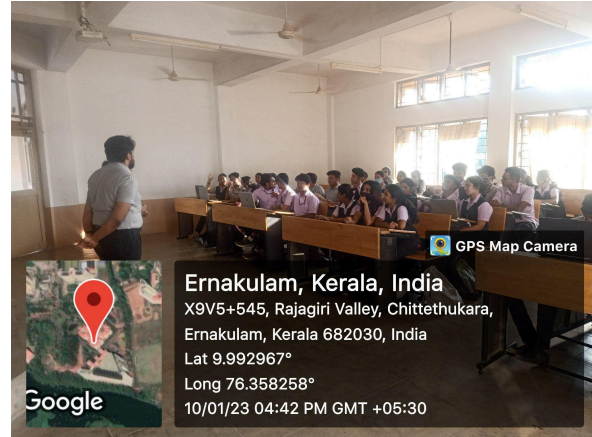 GPS Map Camera
Ernakulam, Kerala, India
X9V5+545, Rajagiri Valley, Chittethukara,
Ernakulam, Kerala 682030, India
Lat 9.992967°
Long 76.358258°
10/01/23 04:42 PM GMT +05:30
Google